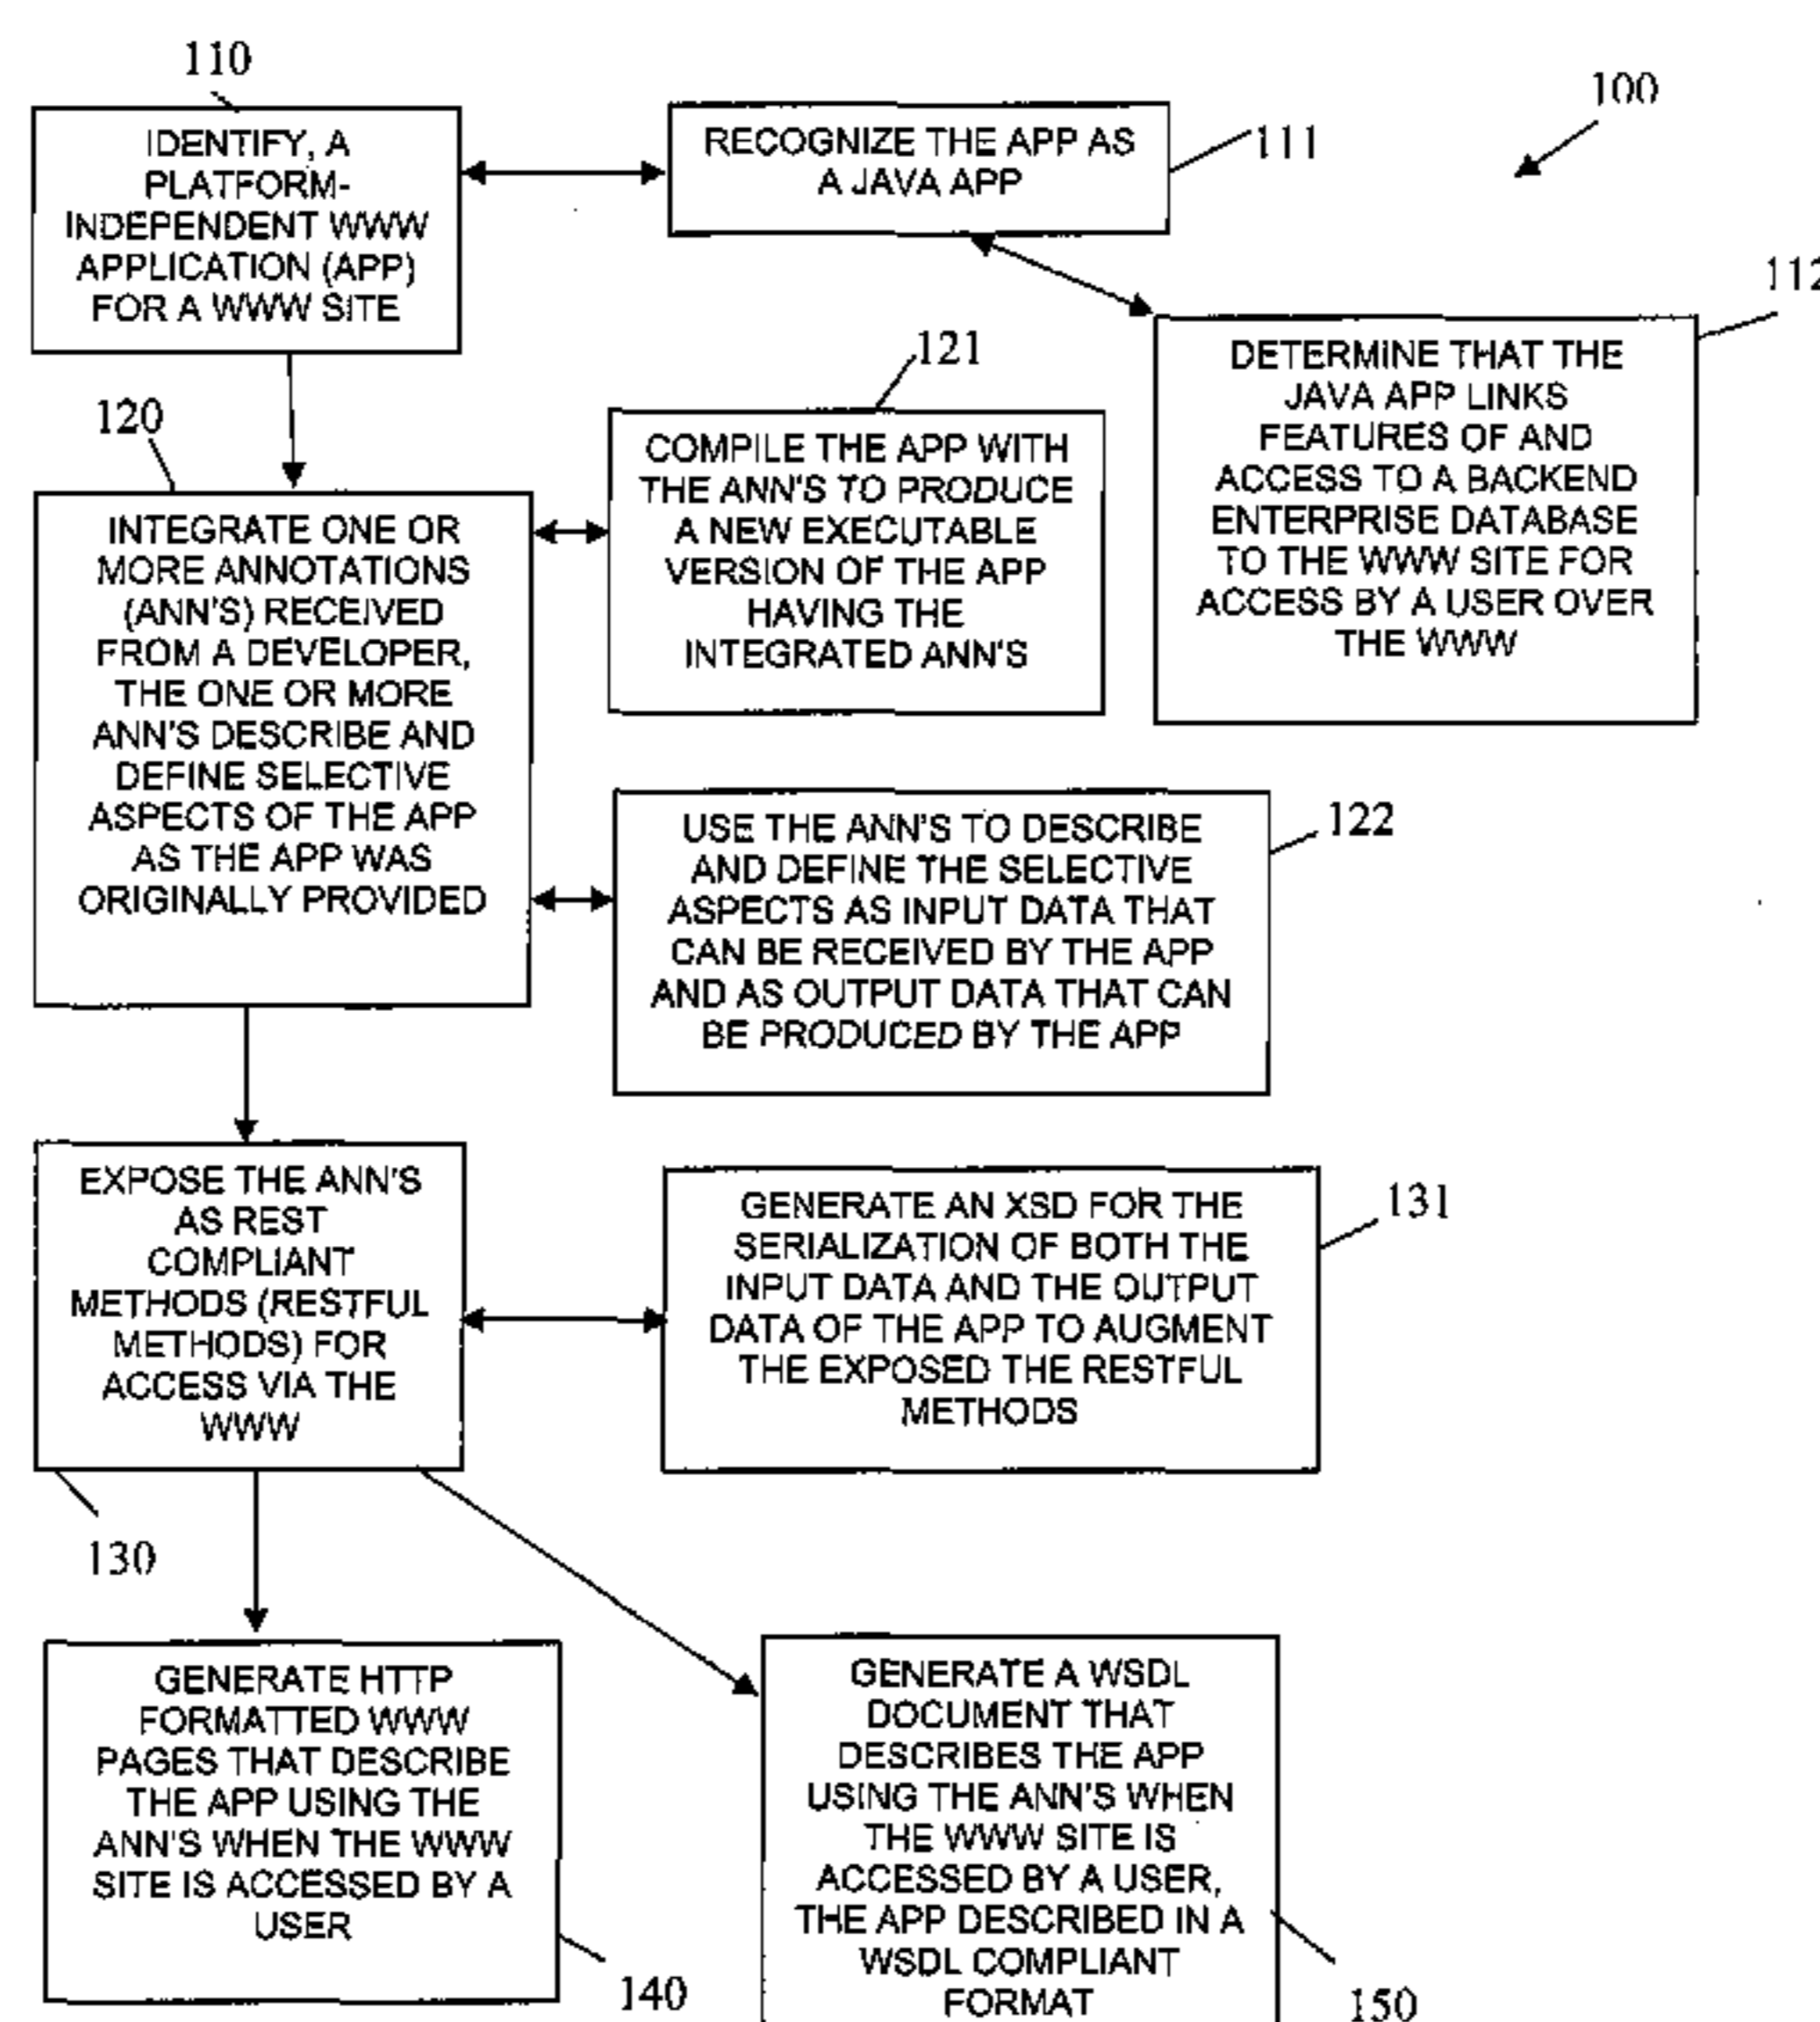 110
IDENTIFY, A
PLATFORM-
INDEPENDENT WWW
APPLICATION (APP)
FOR A WWW SITE
RECOGNIZE THE APP AS
A JAVA APP
111
100
112
DETERMINE THAT THE
JAVA APP LINKS
FEATURES OF AND
ACCESS TO A BACKEND
ENTERPRISE DATABASE
TO THE WWW SITE FOR
ACCESS BY A USER OVER
THE WWW
120
INTEGRATE ONE OR
MORE ANNOTATIONS
(ANN'S) RECEIVED
FROM A DEVELOPER,
THE ONE OR MORE
ANN'S DESCRIBE AND
DEFINE SELECTIVE
ASPECTS OF THE APP
AS THE APP WAS
ORIGINALLY PROVIDED
121
COMPILE THE APP WITH
THE ANN'S TO PRODUCE
A NEW EXECUTABLE
VERSION OF THE APP
HAVING THE
INTEGRATED ANN'S
122
USE THE ANN'S TO DESCRIBE
AND DEFINE THE SELECTIVE
ASPECTS AS INPUT DATA THAT
CAN BE RECEIVED BY THE APP
AND AS OUTPUT DATA THAT CAN
BE PRODUCED BY THE APP
EXPOSE THE ANN'S
AS REST
COMPLIANT
METHODS (RESTFUL
METHODS) FOR
ACCESS VIA THE
WWW
130
GENERATE AN XSD FOR THE
SERIALIZATION OF BOTH THE
INPUT DATA AND THE OUTPUT
DATA OF THE APP TO AUGMENT
THE EXPOSED THE RESTFUL
METHODS
131
GENERATE HTTP
FORMATTED WWW
PAGES THAT DESCRIBE
THE APP USING THE
ANN'S WHEN THE WWW
SITE IS ACCESSED BY A
USER
140
GENERATE A WSDL
DOCUMENT THAT
DESCRIBES THE APP
USING THE ANN'S WHEN
THE WWW SITE IS
ACCESSED BY A USER,
THE APP DESCRIBED IN A
WSDL COMPLIANT
FORMAT
150